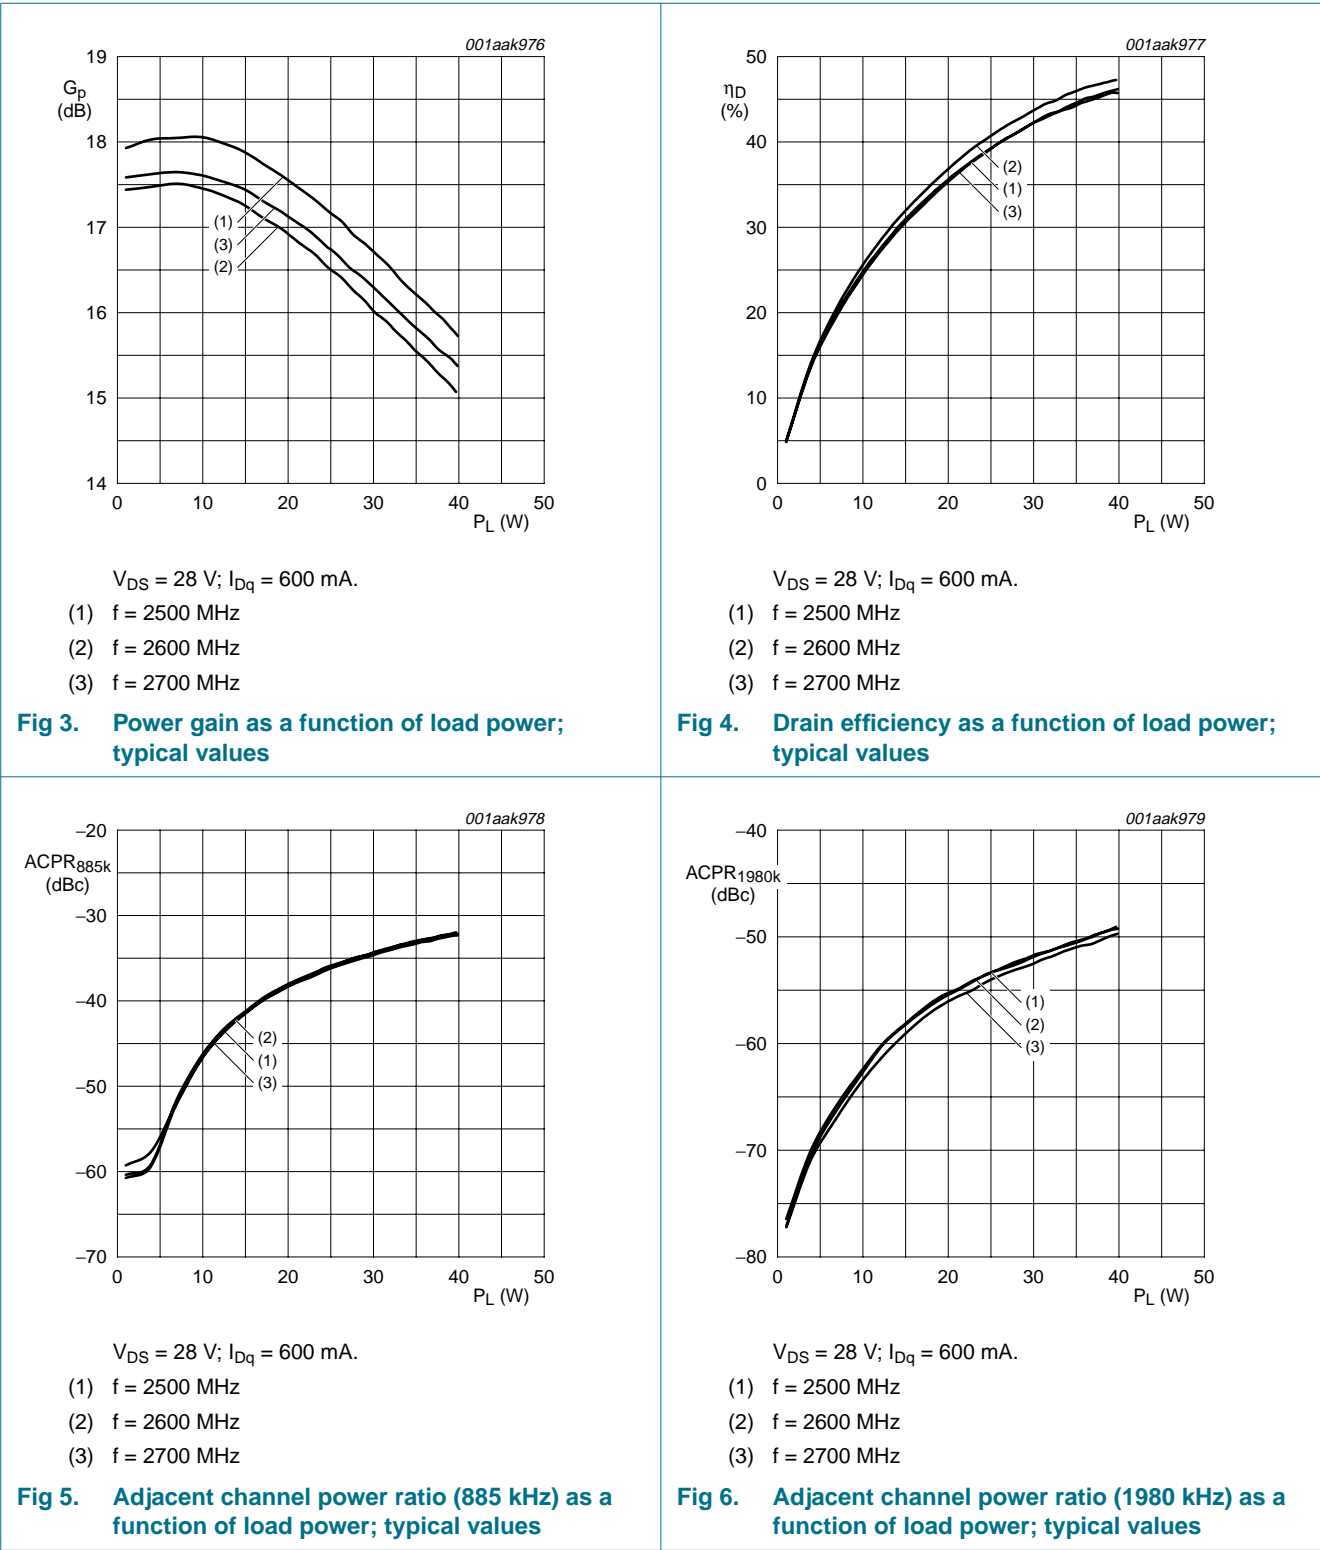 001aak976
19
Gp
(dB)
18
17
16
15
14
(1)
(3)
(2)
0 10 20 30 40 50
PL (W)
VDS = 28 V; IDq = 600 mA.
(1) f = 2500 MHz
(2) f = 2600 MHz
(3) f = 2700 MHz
Fig 3. Power gain as a function of load power;
typical values
001aak977
50
ηD
(%)
40
30
20
10
0
(2)
(1)
(3)
0 10 20 30 40 50
PL (W)
VDS = 28 V; IDq = 600 mA.
(1) f = 2500 MHz
(2) f = 2600 MHz
(3) f = 2700 MHz
Fig 4. Drain efficiency as a function of load power;
typical values
001aak978
−20
ACPR885k
(dBc)
−30
−40
−50
−60
−70
(2)
(1)
(3)
0 10 20 30 40 50
PL (W)
VDS = 28 V; IDq = 600 mA.
(1) f = 2500 MHz
(2) f = 2600 MHz
(3) f = 2700 MHz
Fig 5. Adjacent channel power ratio (885 kHz) as a
function of load power; typical values
001aak979
−40
ACPR1980k
(dBc)
−50
−60
−70
−80
(1)
(2)
(3)
0 10 20 30 40 50
PL (W)
VDS = 28 V; IDq = 600 mA.
(1) f = 2500 MHz
(2) f = 2600 MHz
(3) f = 2700 MHz
Fig 6. Adjacent channel power ratio (1980 kHz) as a
function of load power; typical values